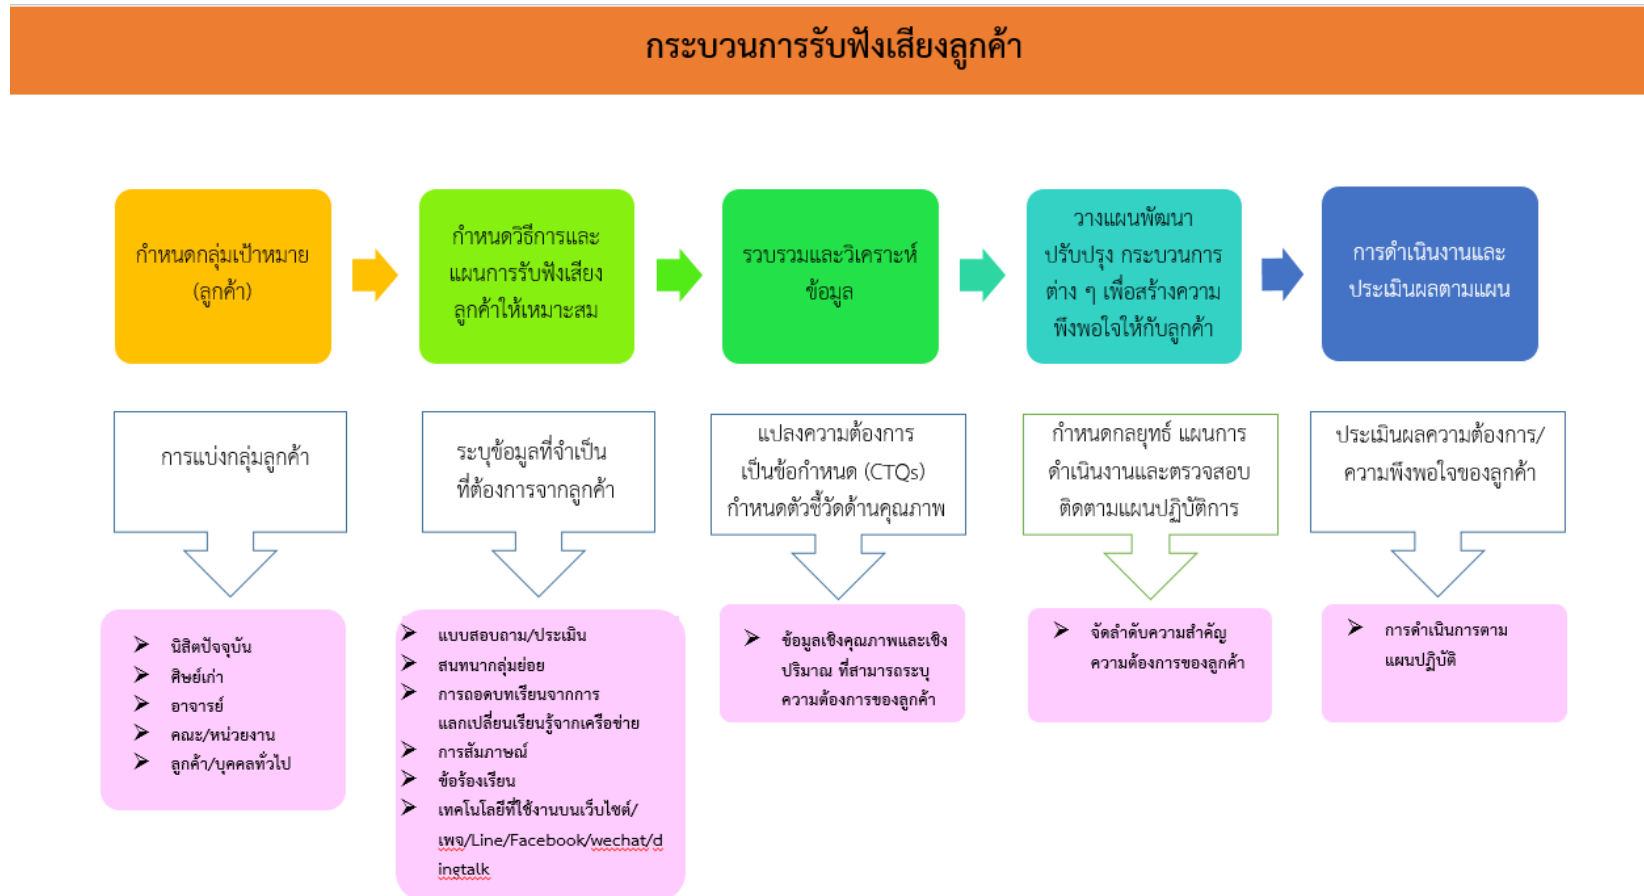 กระบวนการรับฟังเสียงลูกค้า
กำหนดกลุ่มเป้าหมาย
(ลูกค้า)
กำหนดวิธีการและ
แผนการรับฟังเสียง
ลูกค้าให้เหมาะสม
รวบรวมและวิเคราะห์
ข้อมูล
วางแผนพัฒนา
ปรับปรุง กระบวนการ
ต่าง ๆ เพื่อสร้างความ
พึงพอใจให้กับลูกค้า
การดำเนินงานและ
ประเมินผลตามแผน
การแบ่งกลุ่มลูกค้า
ระบุข้อมูลที่จำเป็น
ที่ต้องการจากลูกค้า
แปลงความต้องการ
เป็นข้อกำหนด (CTQs)
กำหนดตัวชี้วัดด้านคุณภาพ
กำหนดกลยุทธ์ แผนการ
ดำเนินงานและตรวจสอบ
ติดตามแผนปฏิบัติการ
ประเมินผลความต้องการ/
ความพึงพอใจของลูกค้า
➢ นิสิตปัจจุบัน
➢ ศิษย์เก่า
➢ อาจารย์
➢ คณะ/หน่วยงาน
➢ ลูกค้า/บุคคลทั่วไป
➢ แบบสอบถาม/ประเมิน
➢ สนทนากลุ่มย่อย
➢ การถอดบทเรียนจากการ
แลกเปลี่ยนเรียนรู้จากเครือข่าย
➢ การสัมภาษณ์
➢ ข้อร้องเรียน
➢ เทคโนโลยีที่ใช้งานบนเว็บไซต์/
เพจ/Line/Facebook/wechat/d
ingtalk
➢ ข้อมูลเชิงคุณภาพและเชิง
ปริมาณ ที่สามารถระบุ
ความต้องการของลูกค้า
➢ จัดลำดับความสำคัญ
ความต้องการของลูกค้า
➢ การดำเนินการตาม
แผนปฏิบัติ